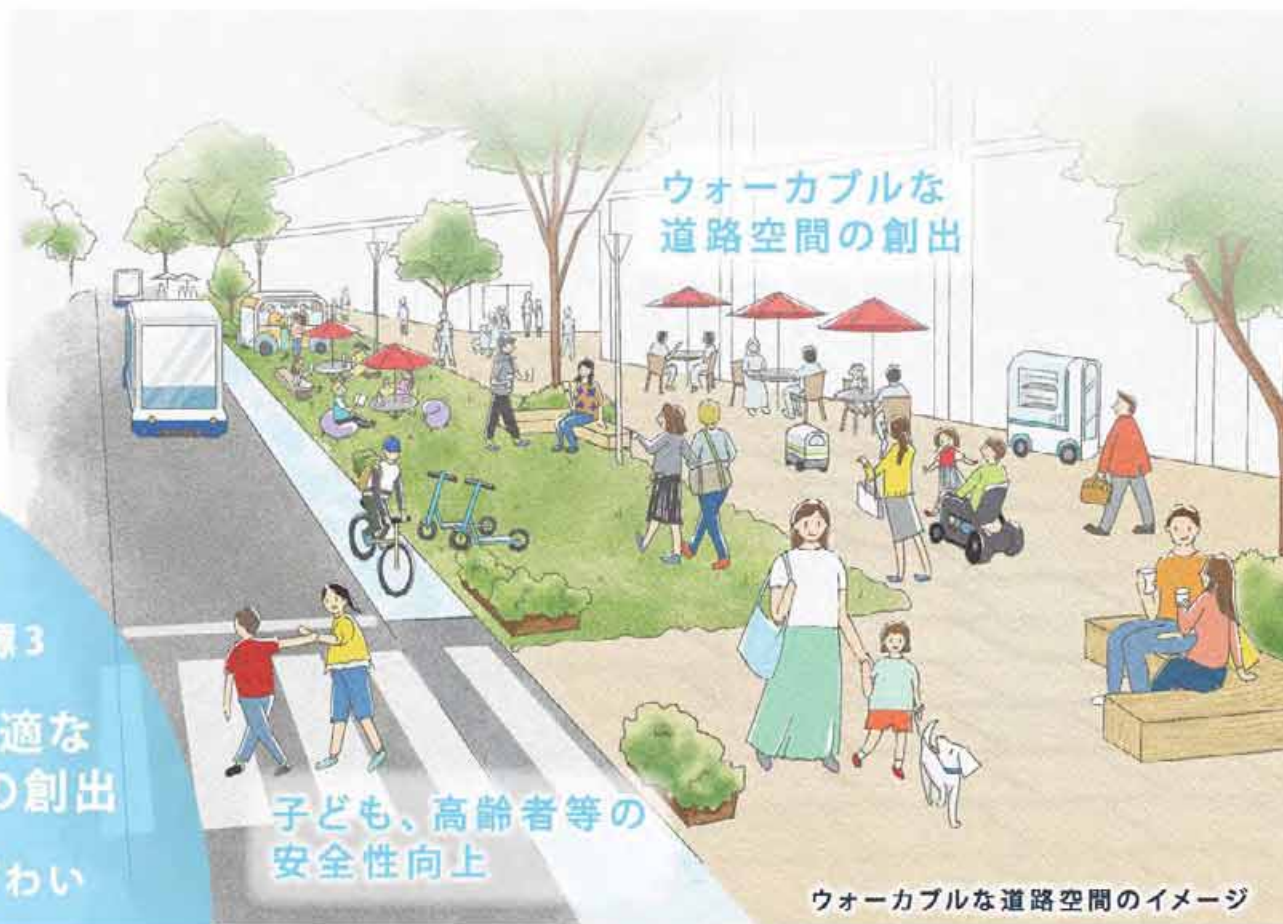 ウォーカブルな
道路空間の創出
3
適な
の創出
わい
子ども、高齢者等の
安全性向上
ウォーカブルな道路空間のイメージ